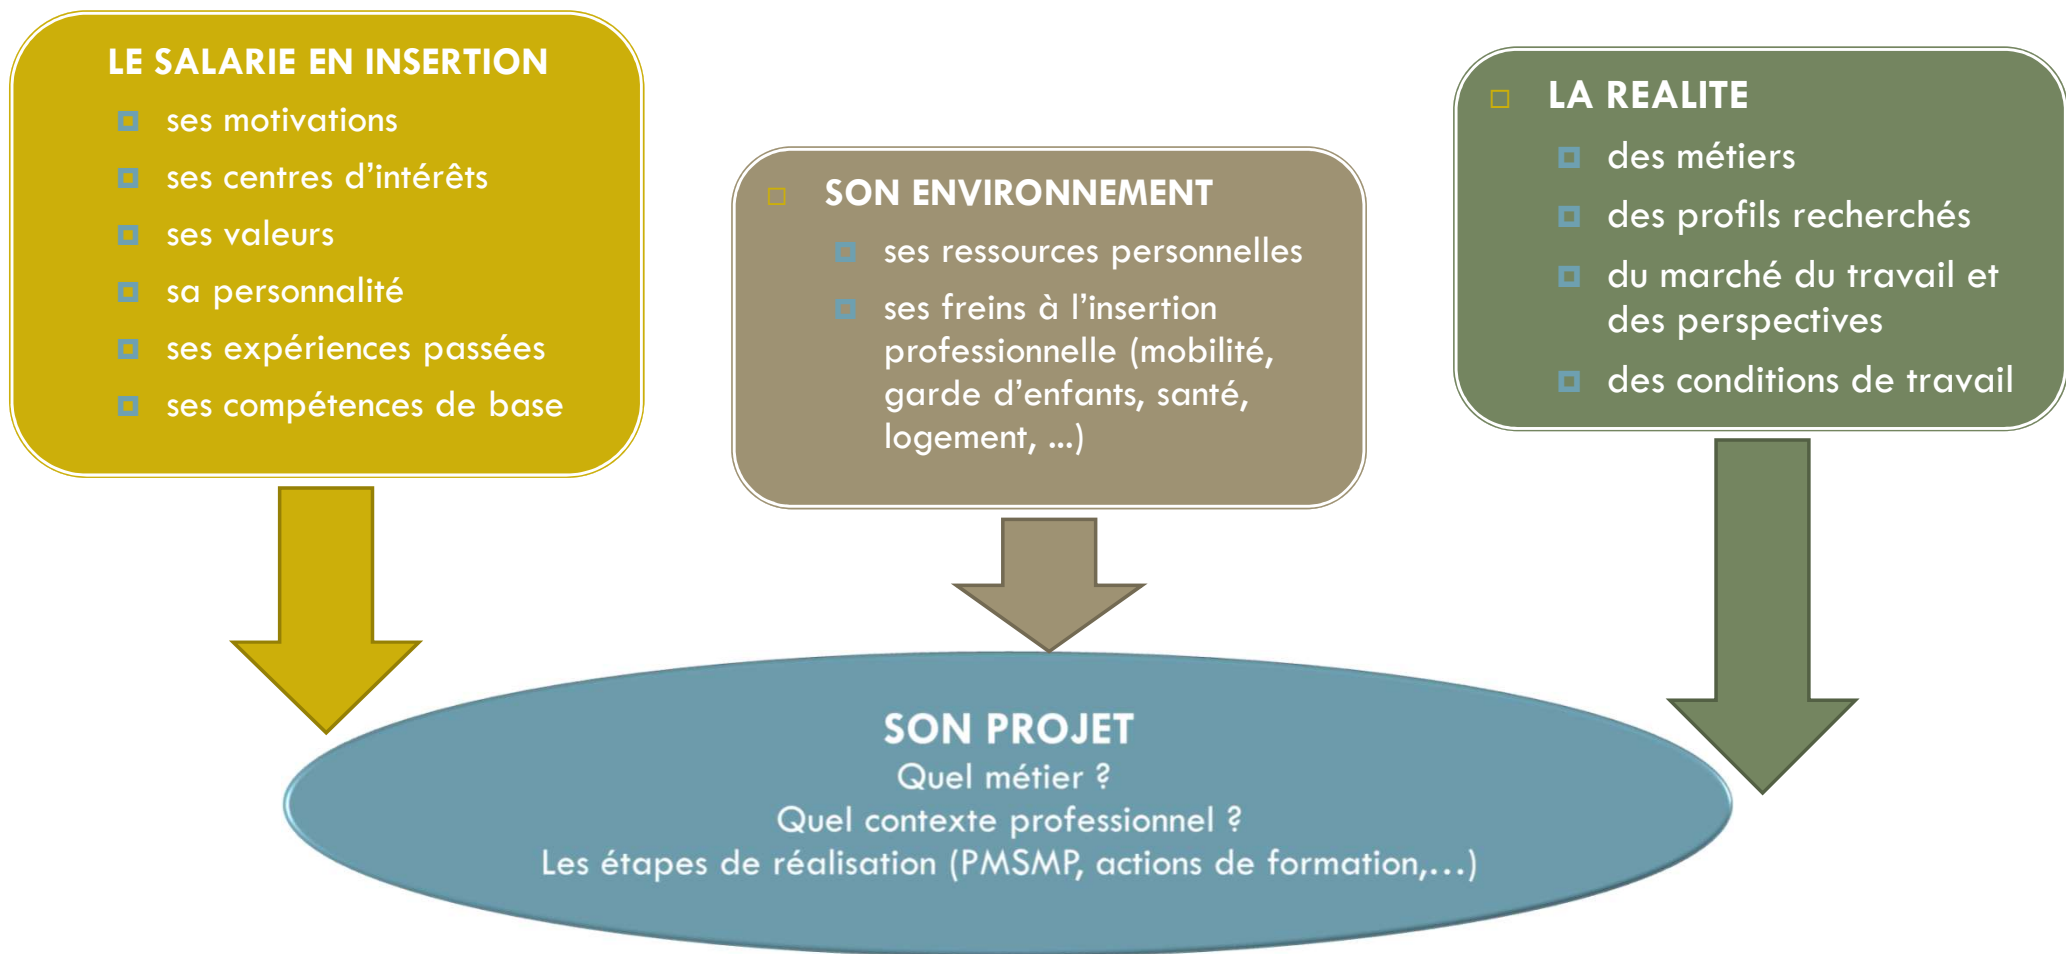 LE SALARIE EN INSERTION
ses motivations
ses centres d'intérêts
ses valeurs
sa personnalité
ses expériences passées
ses compétences de base
SON ENVIRONNEMENT
ses ressources personnelles
ses freins à l'insertion
professionnelle (mobilité,
garde d'enfants, santé,
logement, ...)
LA REALITE
des métiers
des profils recherchés
du marché du travail et
des perspectives
des conditions de travail
SON PROJET
Quel métier ?
Quel contexte professionnel ?
Les étapes de réalisation (PMSMP, actions de formation,...)